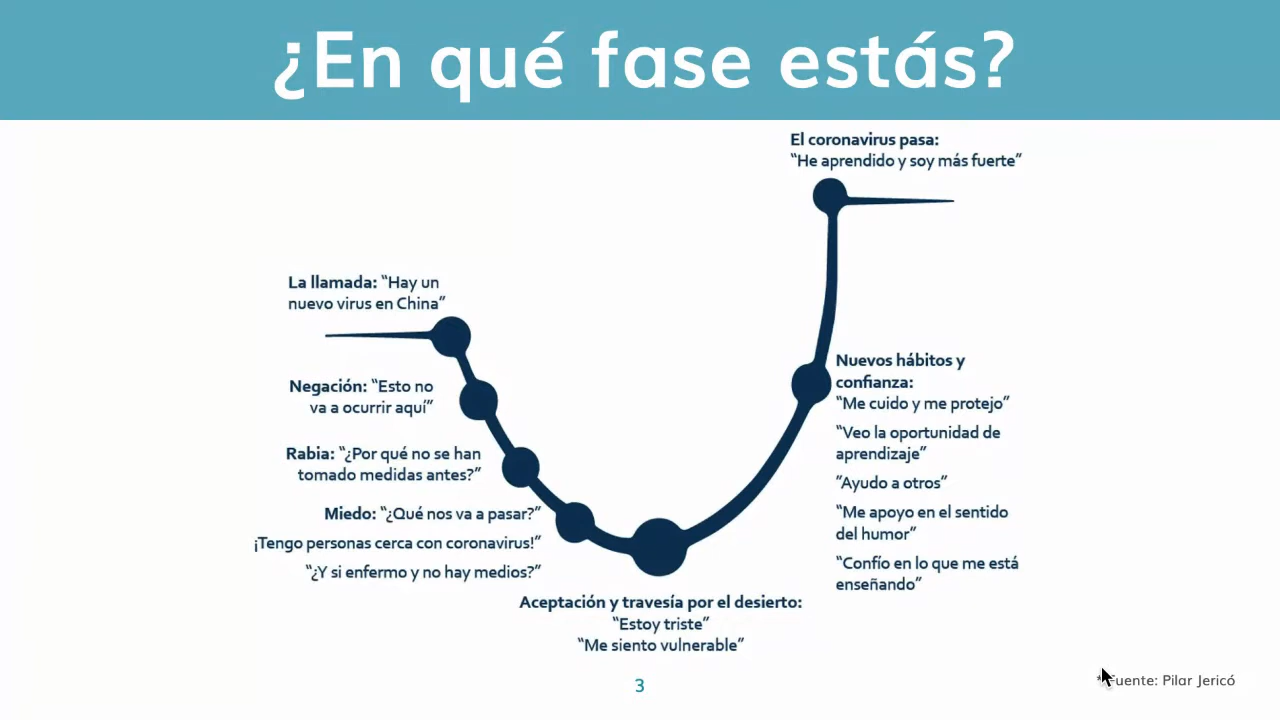 ¿En qué fase estás?
El coronavirus pasa:
“He aprendido y soy más fuerte”
La llamada: “Hay un
nuevo virus en China”
Negación: “Esto no
va a ocurrir aquí”
Rabia: “¿Por qué no se han
tomado medidas antes?”
Miedo: “¿Qué nos va a pasar?”
¡Tengo personas cerca con coronavirus!”
“¿Y si enfermo y no hay medios?”
Aceptación y travesía por el desierto:
“Estoy triste”
“Me siento vulnerable”
Nuevos hábitos y
confianza:
“Me cuido y me protejo”
“Veo la oportunidad de
aprendizaje”
”Ayudo a otros”
“Me apoyo en el sentido
del humor”
“Confío en lo que me está
enseñando”
3
*Fuente: Pilar Jericó